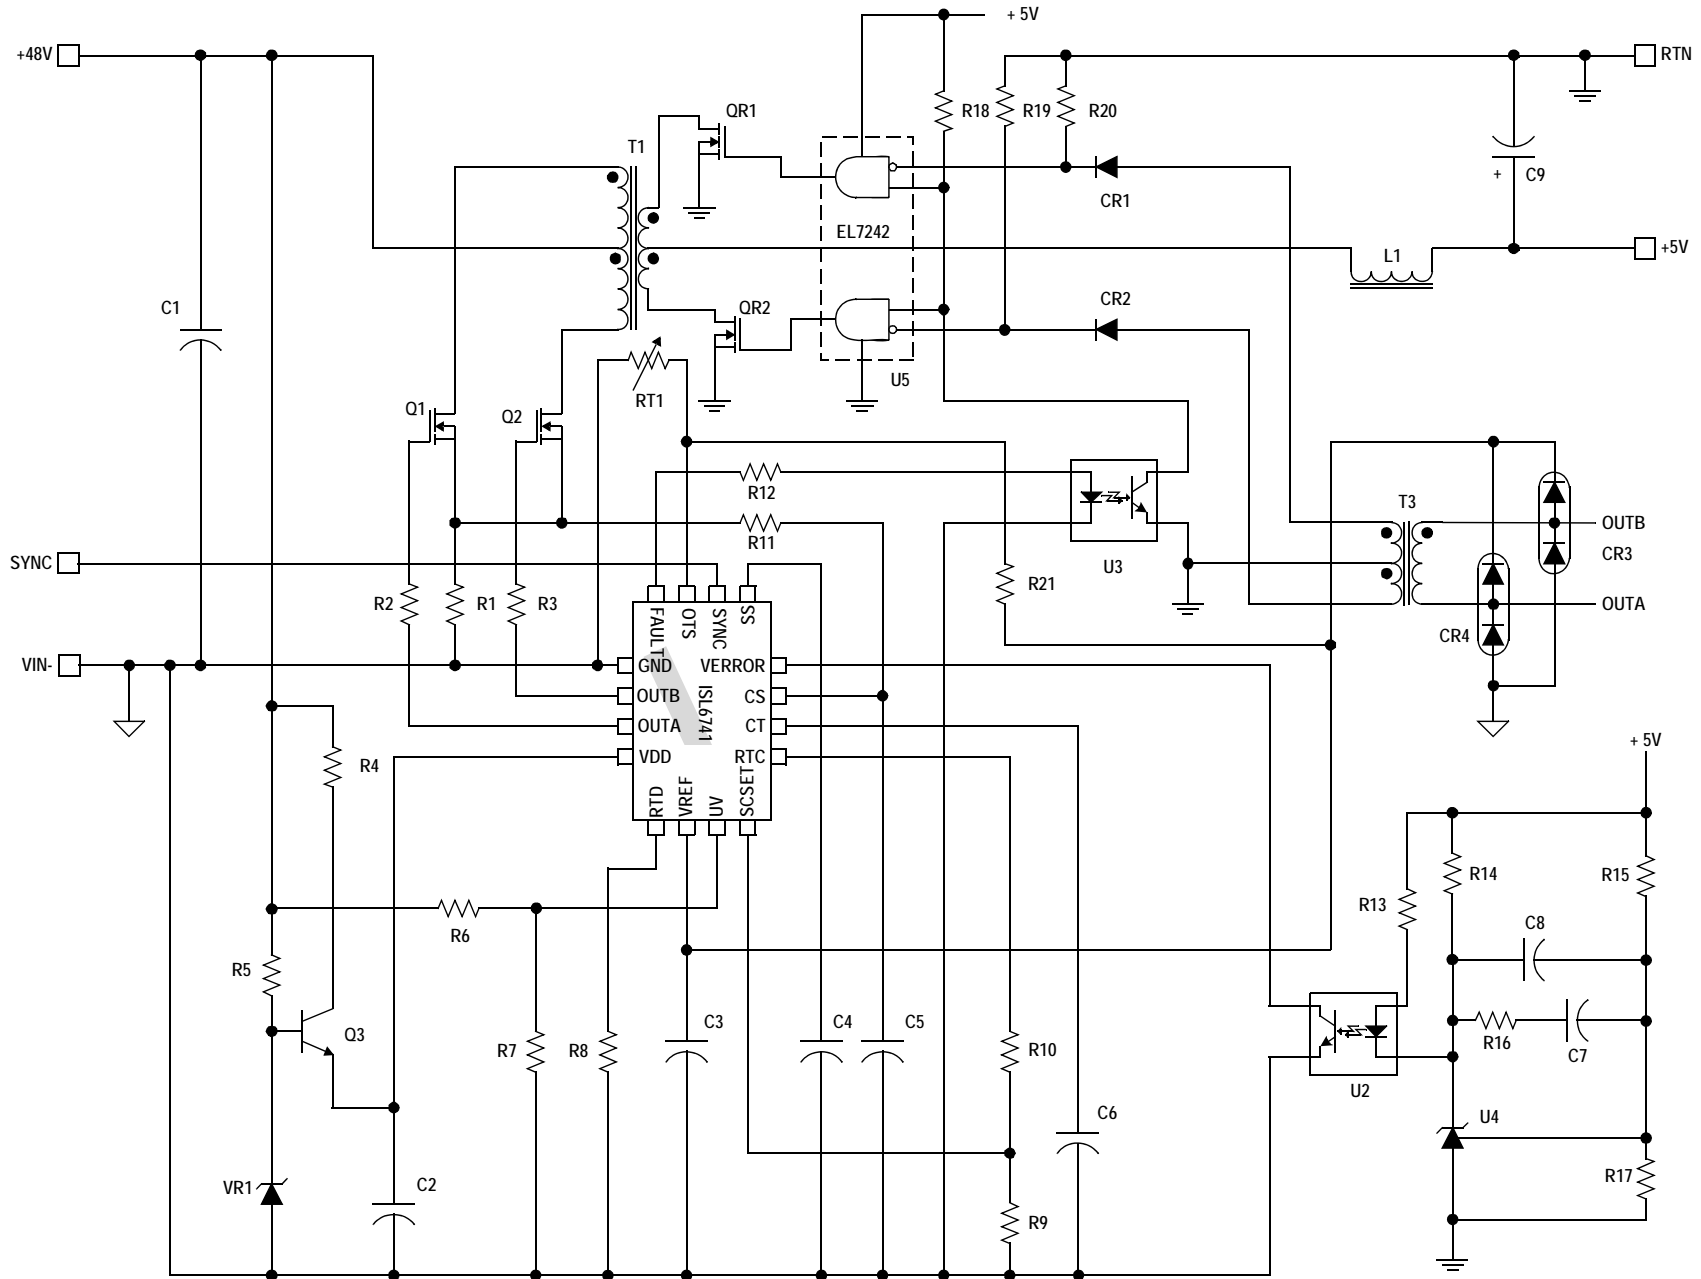 + 5V
+48V
RTN
QR1
R18
R19
R20
T1
CR1
C9
+
EL7242
+5V
L1
C1
QR2
CR2
U5
RT1
Q1
Q2
R12
T3
OUTB
R11
CR3
SYNC
U3
R21
R2
R1
R3
OUTA
FAULT
OTS
SYNC
SS
CR4
VIN-
GND
VERROR
OUTB
CS
ISL6741
OUTA
CT
VDD
RTC
+ 5V
R4
RTD
VREF
UV
SCSET
R14
R15
R13
R6
C8
R5
Q3
C3
C4
C5
R7
R8
R10
R16
C7
U2
C6
U4
VR1
C2
R17
R9